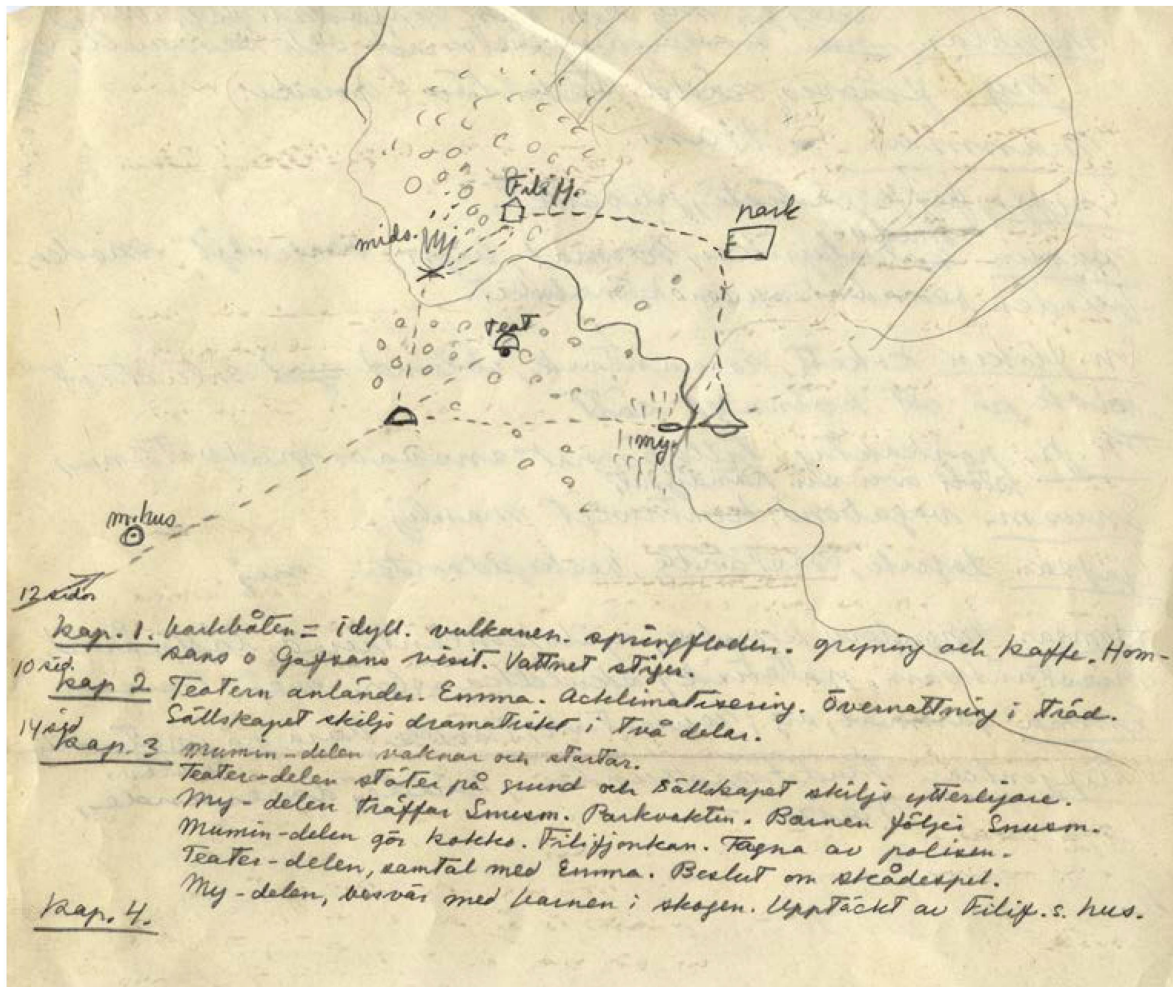 Filifj.
park
mids.
Teat
my.
m.hus
12 sidor
kap. 1. barkbåten = idyll. vulkanen. springfloden. gryning och kaffe. Hom-
sans o Gafsans visit. Vattnet stiger.
10 sid.
kap 2 Teatern anländer. Emma. Acklimatisering. Övernattning i träd.
Sällskapet skiljs dramatiskt i två delar.
14 sid
kap. 3 mumin-delen vaknar och startar.
Teater-delen stöter på grund och sällskapet skiljs ytterligare.
My-delen träffar Snusm. Parkvakten. Barnen följer Snusm.
Mumin-delen gör kokko. Filifjonkan. Tagna av polisen.
Teater-delen, samtal med Emma. Beslut om skådespel.
My-delen, besvär med barnen i skogen. Upptäckt av Filifj.s. hus.
kap. 4.